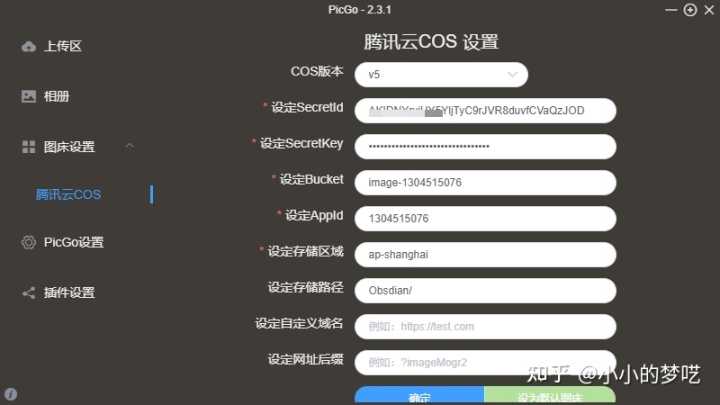 PicGo - 2.3.1
上传区
相册
图床设置
腾讯云COS
PicGo设置
插件设置
腾讯云COS 设置
COS版本
v5
* 设定SecretId
* 设定SecretKey
********************************
* 设定Bucket
image-1304515076
* 设定AppId
1304515076
* 设定存储区域
ap-shanghai
设定存储路径
Obsdian/
设定自定义域名
例如：https://test.com
设定网址后缀
例如：?imageMogr2
确定
设为默认图床
知乎 @小小的梦呓